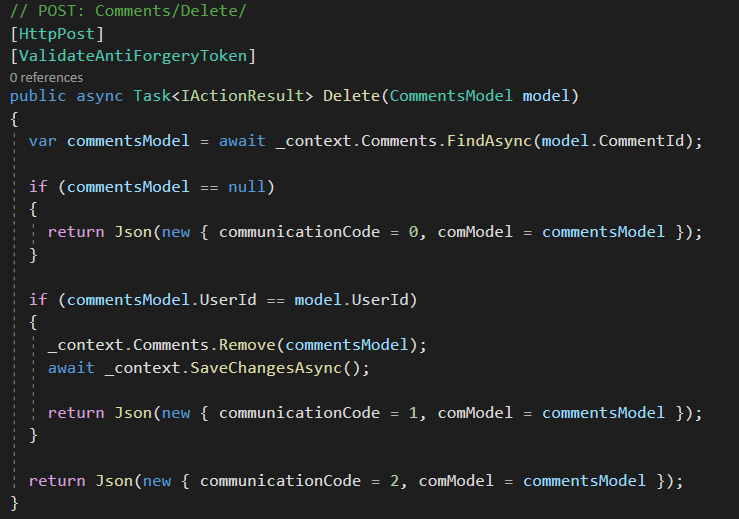 // POST: Comments/Delete/
[HttpPost]
[ValidateAntiForgeryToken]
0 references
public async Task<IActionResult> Delete(CommentsModel model)
{
var commentsModel = await _context.Comments.FindAsync(model.CommentId);
if (commentsModel == null)
{
return Json(new { communicationCode = 0, comModel = commentsModel });
}
if (commentsModel.UserId == model.UserId)
{
_context.Comments.Remove(commentsModel);
await _context.SaveChangesAsync();
return Json(new { communicationCode = 1, comModel = commentsModel });
}
return Json(new { communicationCode = 2, comModel = commentsModel });
}